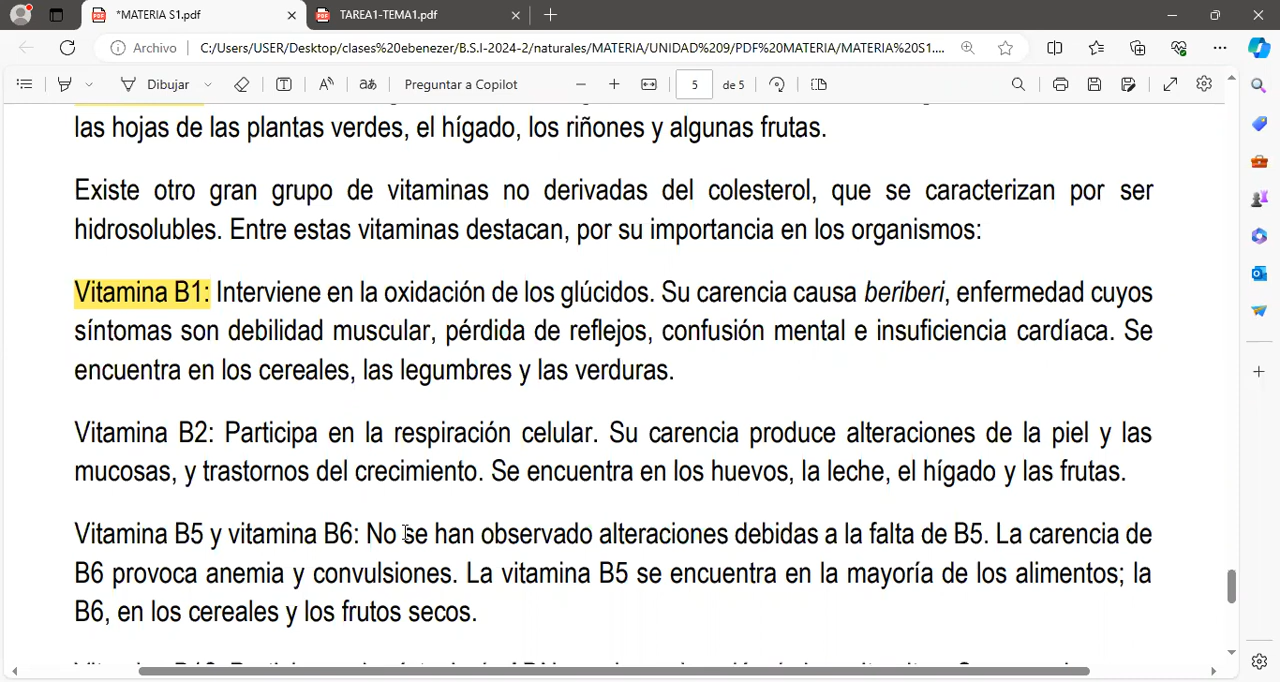 *MATERIA S1.pdf
TAREA1-TEMA1.pdf
Archivo
C:/Users/USER/Desktop/clases%20ebenezer/B.S.I-2024-2/naturales/MATERIA/UNIDAD%209/PDF%20MATERIA/MATERIA%20S1....
Dibujar
aあ
Preguntar a Copilot
5
de 5
las hojas de las plantas verdes, el hígado, los riñones y algunas frutas.
Existe otro gran grupo de vitaminas no derivadas del colesterol, que se caracterizan por ser
hidrosolubles. Entre estas vitaminas destacan, por su importancia en los organismos:
Vitamina B1: Interviene en la oxidación de los glúcidos. Su carencia causa beriberi, enfermedad cuyos
síntomas son debilidad muscular, pérdida de reflejos, confusión mental e insuficiencia cardíaca. Se
encuentra en los cereales, las legumbres y las verduras.
Vitamina B2: Participa en la respiración celular. Su carencia produce alteraciones de la piel y las
mucosas, y trastornos del crecimiento. Se encuentra en los huevos, la leche, el hígado y las frutas.
Vitamina B5 y vitamina B6: No se han observado alteraciones debidas a la falta de B5. La carencia de
B6 provoca anemia y convulsiones. La vitamina B5 se encuentra en la mayoría de los alimentos; la
B6, en los cereales y los frutos secos.